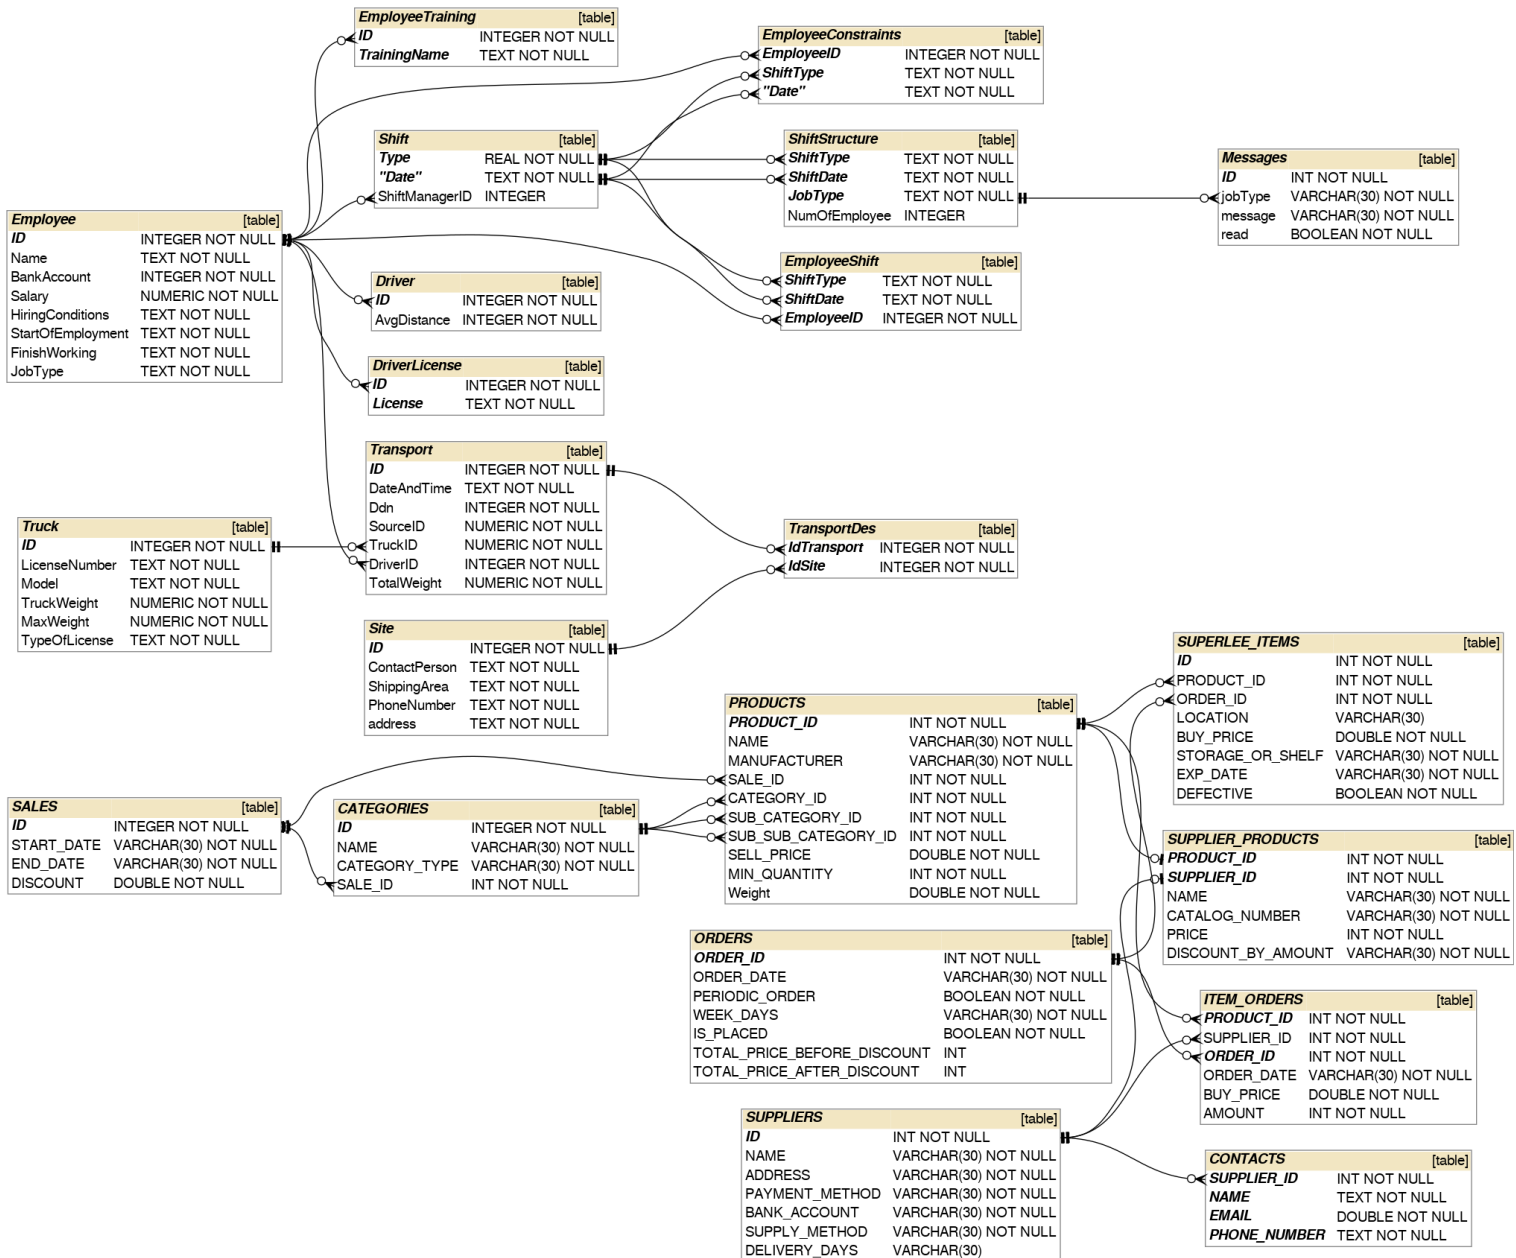 EmployeeTraining [table]
ID INTEGER NOT NULL
TrainingName TEXT NOT NULL
EmployeeConstraints [table]
EmployeeID INTEGER NOT NULL
ShiftType TEXT NOT NULL
"Date" TEXT NOT NULL
Shift [table]
Type REAL NOT NULL
"Date" TEXT NOT NULL
ShiftManagerID INTEGER
ShiftStructure [table]
ShiftType TEXT NOT NULL
ShiftDate TEXT NOT NULL
JobType TEXT NOT NULL
NumOfEmployee INTEGER
Messages [table]
ID INT NOT NULL
jobType VARCHAR(30) NOT NULL
message VARCHAR(30) NOT NULL
read BOOLEAN NOT NULL
Employee [table]
ID INTEGER NOT NULL
Name TEXT NOT NULL
BankAccount INTEGER NOT NULL
Salary NUMERIC NOT NULL
HiringConditions TEXT NOT NULL
StartOfEmployment TEXT NOT NULL
FinishWorking TEXT NOT NULL
JobType TEXT NOT NULL
Driver [table]
ID INTEGER NOT NULL
AvgDistance INTEGER NOT NULL
EmployeeShift [table]
ShiftType TEXT NOT NULL
ShiftDate TEXT NOT NULL
EmployeeID INTEGER NOT NULL
DriverLicense [table]
ID INTEGER NOT NULL
License TEXT NOT NULL
Transport [table]
ID INTEGER NOT NULL
DateAndTime TEXT NOT NULL
Ddn INTEGER NOT NULL
SourceID NUMERIC NOT NULL
TruckID NUMERIC NOT NULL
DriverID INTEGER NOT NULL
TotalWeight NUMERIC NOT NULL
Truck [table]
ID INTEGER NOT NULL
LicenseNumber TEXT NOT NULL
Model TEXT NOT NULL
TruckWeight NUMERIC NOT NULL
MaxWeight NUMERIC NOT NULL
TypeOfLicense TEXT NOT NULL
TransportDes [table]
IdTransport INTEGER NOT NULL
IdSite INTEGER NOT NULL
Site [table]
ID INTEGER NOT NULL
ContactPerson TEXT NOT NULL
ShippingArea TEXT NOT NULL
PhoneNumber TEXT NOT NULL
address TEXT NOT NULL
SUPERLEE_ITEMS [table]
ID INT NOT NULL
PRODUCT_ID INT NOT NULL
ORDER_ID INT NOT NULL
LOCATION VARCHAR(30)
BUY_PRICE DOUBLE NOT NULL
STORAGE_OR_SHELF VARCHAR(30) NOT NULL
EXP_DATE VARCHAR(30) NOT NULL
DEFECTIVE BOOLEAN NOT NULL
PRODUCTS [table]
PRODUCT_ID INT NOT NULL
NAME VARCHAR(30) NOT NULL
MANUFACTURER VARCHAR(30) NOT NULL
SALE_ID INT NOT NULL
CATEGORY_ID INT NOT NULL
SUB_CATEGORY_ID INT NOT NULL
SUB_SUB_CATEGORY_ID INT NOT NULL
SELL_PRICE DOUBLE NOT NULL
MIN_QUANTITY INT NOT NULL
Weight DOUBLE NOT NULL
SALES [table]
ID INTEGER NOT NULL
START_DATE VARCHAR(30) NOT NULL
END_DATE VARCHAR(30) NOT NULL
DISCOUNT DOUBLE NOT NULL
CATEGORIES [table]
ID INTEGER NOT NULL
NAME VARCHAR(30) NOT NULL
CATEGORY_TYPE VARCHAR(30) NOT NULL
SALE_ID INT NOT NULL
SUPPLIER_PRODUCTS [table]
PRODUCT_ID INT NOT NULL
SUPPLIER_ID INT NOT NULL
NAME VARCHAR(30) NOT NULL
CATALOG_NUMBER VARCHAR(30) NOT NULL
PRICE INT NOT NULL
DISCOUNT_BY_AMOUNT VARCHAR(30) NOT NULL
ORDERS [table]
ORDER_ID INT NOT NULL
ORDER_DATE VARCHAR(30) NOT NULL
PERIODIC_ORDER BOOLEAN NOT NULL
WEEK_DAYS VARCHAR(30) NOT NULL
IS_PLACED BOOLEAN NOT NULL
TOTAL_PRICE_BEFORE_DISCOUNT INT
TOTAL_PRICE_AFTER_DISCOUNT INT
ITEM_ORDERS [table]
PRODUCT_ID INT NOT NULL
SUPPLIER_ID INT NOT NULL
ORDER_ID INT NOT NULL
ORDER_DATE VARCHAR(30) NOT NULL
BUY_PRICE DOUBLE NOT NULL
AMOUNT INT NOT NULL
SUPPLIERS [table]
ID INT NOT NULL
NAME VARCHAR(30) NOT NULL
ADDRESS VARCHAR(30) NOT NULL
PAYMENT_METHOD VARCHAR(30) NOT NULL
BANK_ACCOUNT VARCHAR(30) NOT NULL
SUPPLY_METHOD VARCHAR(30) NOT NULL
DELIVERY_DAYS VARCHAR(30)
CONTACTS [table]
SUPPLIER_ID INT NOT NULL
NAME TEXT NOT NULL
EMAIL DOUBLE NOT NULL
PHONE_NUMBER TEXT NOT NULL